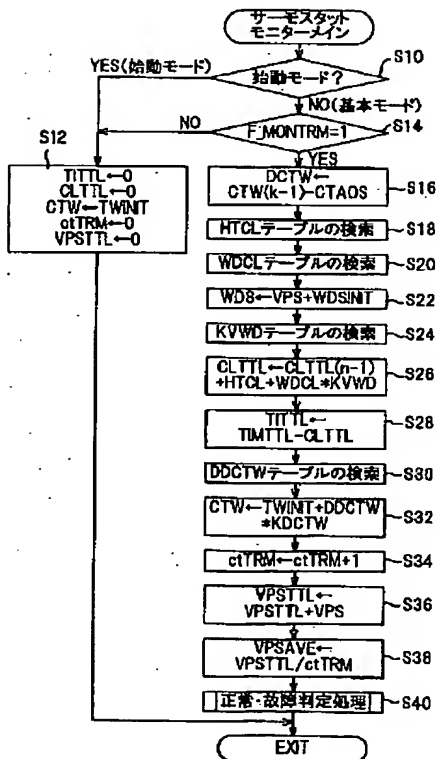 サーモスタット
モニターメイン
S10
YES(始動モード)
始動モード?
NO(基本モード)
S14
NO
F_MONTRM=1
S12
YES
TITTL←0
CLTTL←0
CTW←TWINIT
ctTRM←0
VPSTTL←0
DCTW←
CTW(k-1)-CTAOS
S16
HTCLテーブルの検索
S18
WDCLテーブルの検索
S20
WDS←VPS+WDSINIT
S22
KVWDテーブルの検索
S24
CLTTL←CLTTL(n-1)
+HTCL+WDCL*KVWD
S26
TITTL←
TIMTTL-CLTTL
S28
DDCTWテーブルの検索
S30
CTW←TWINIT+DDCTW
*KDCTW
S32
ctTRM←ctTRM+1
S34
VPSTTL←
VPSTTL+VPS
S36
VPSAVE←
VPSTTL/ctTRM
S38
正常・故障判定処理
S40
EXIT